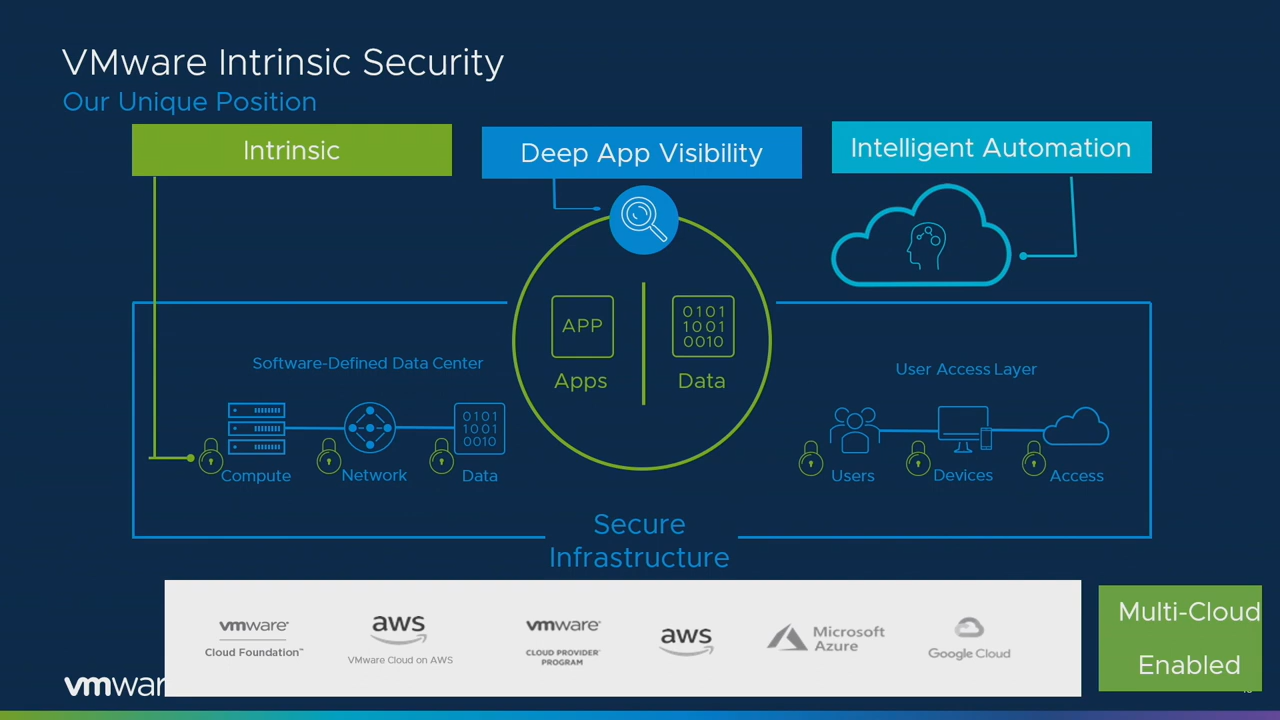 VMware Intrinsic Security
Our Unique Position
Intrinsic
Deep App Visibility
Intelligent Automation
APP
0101
1001
0010
Apps
Data
Software-Defined Data Center
User Access Layer
0101
1001
0010
Compute
Network
Data
Users
Devices
Access
Secure
Infrastructure
vmware
Cloud Foundation™
aws
VMware Cloud on AWS
vmware
CLOUD PROVIDER
PROGRAM
aws
Microsoft
Azure
Google Cloud
Multi-Cloud
Enabled
vmwar